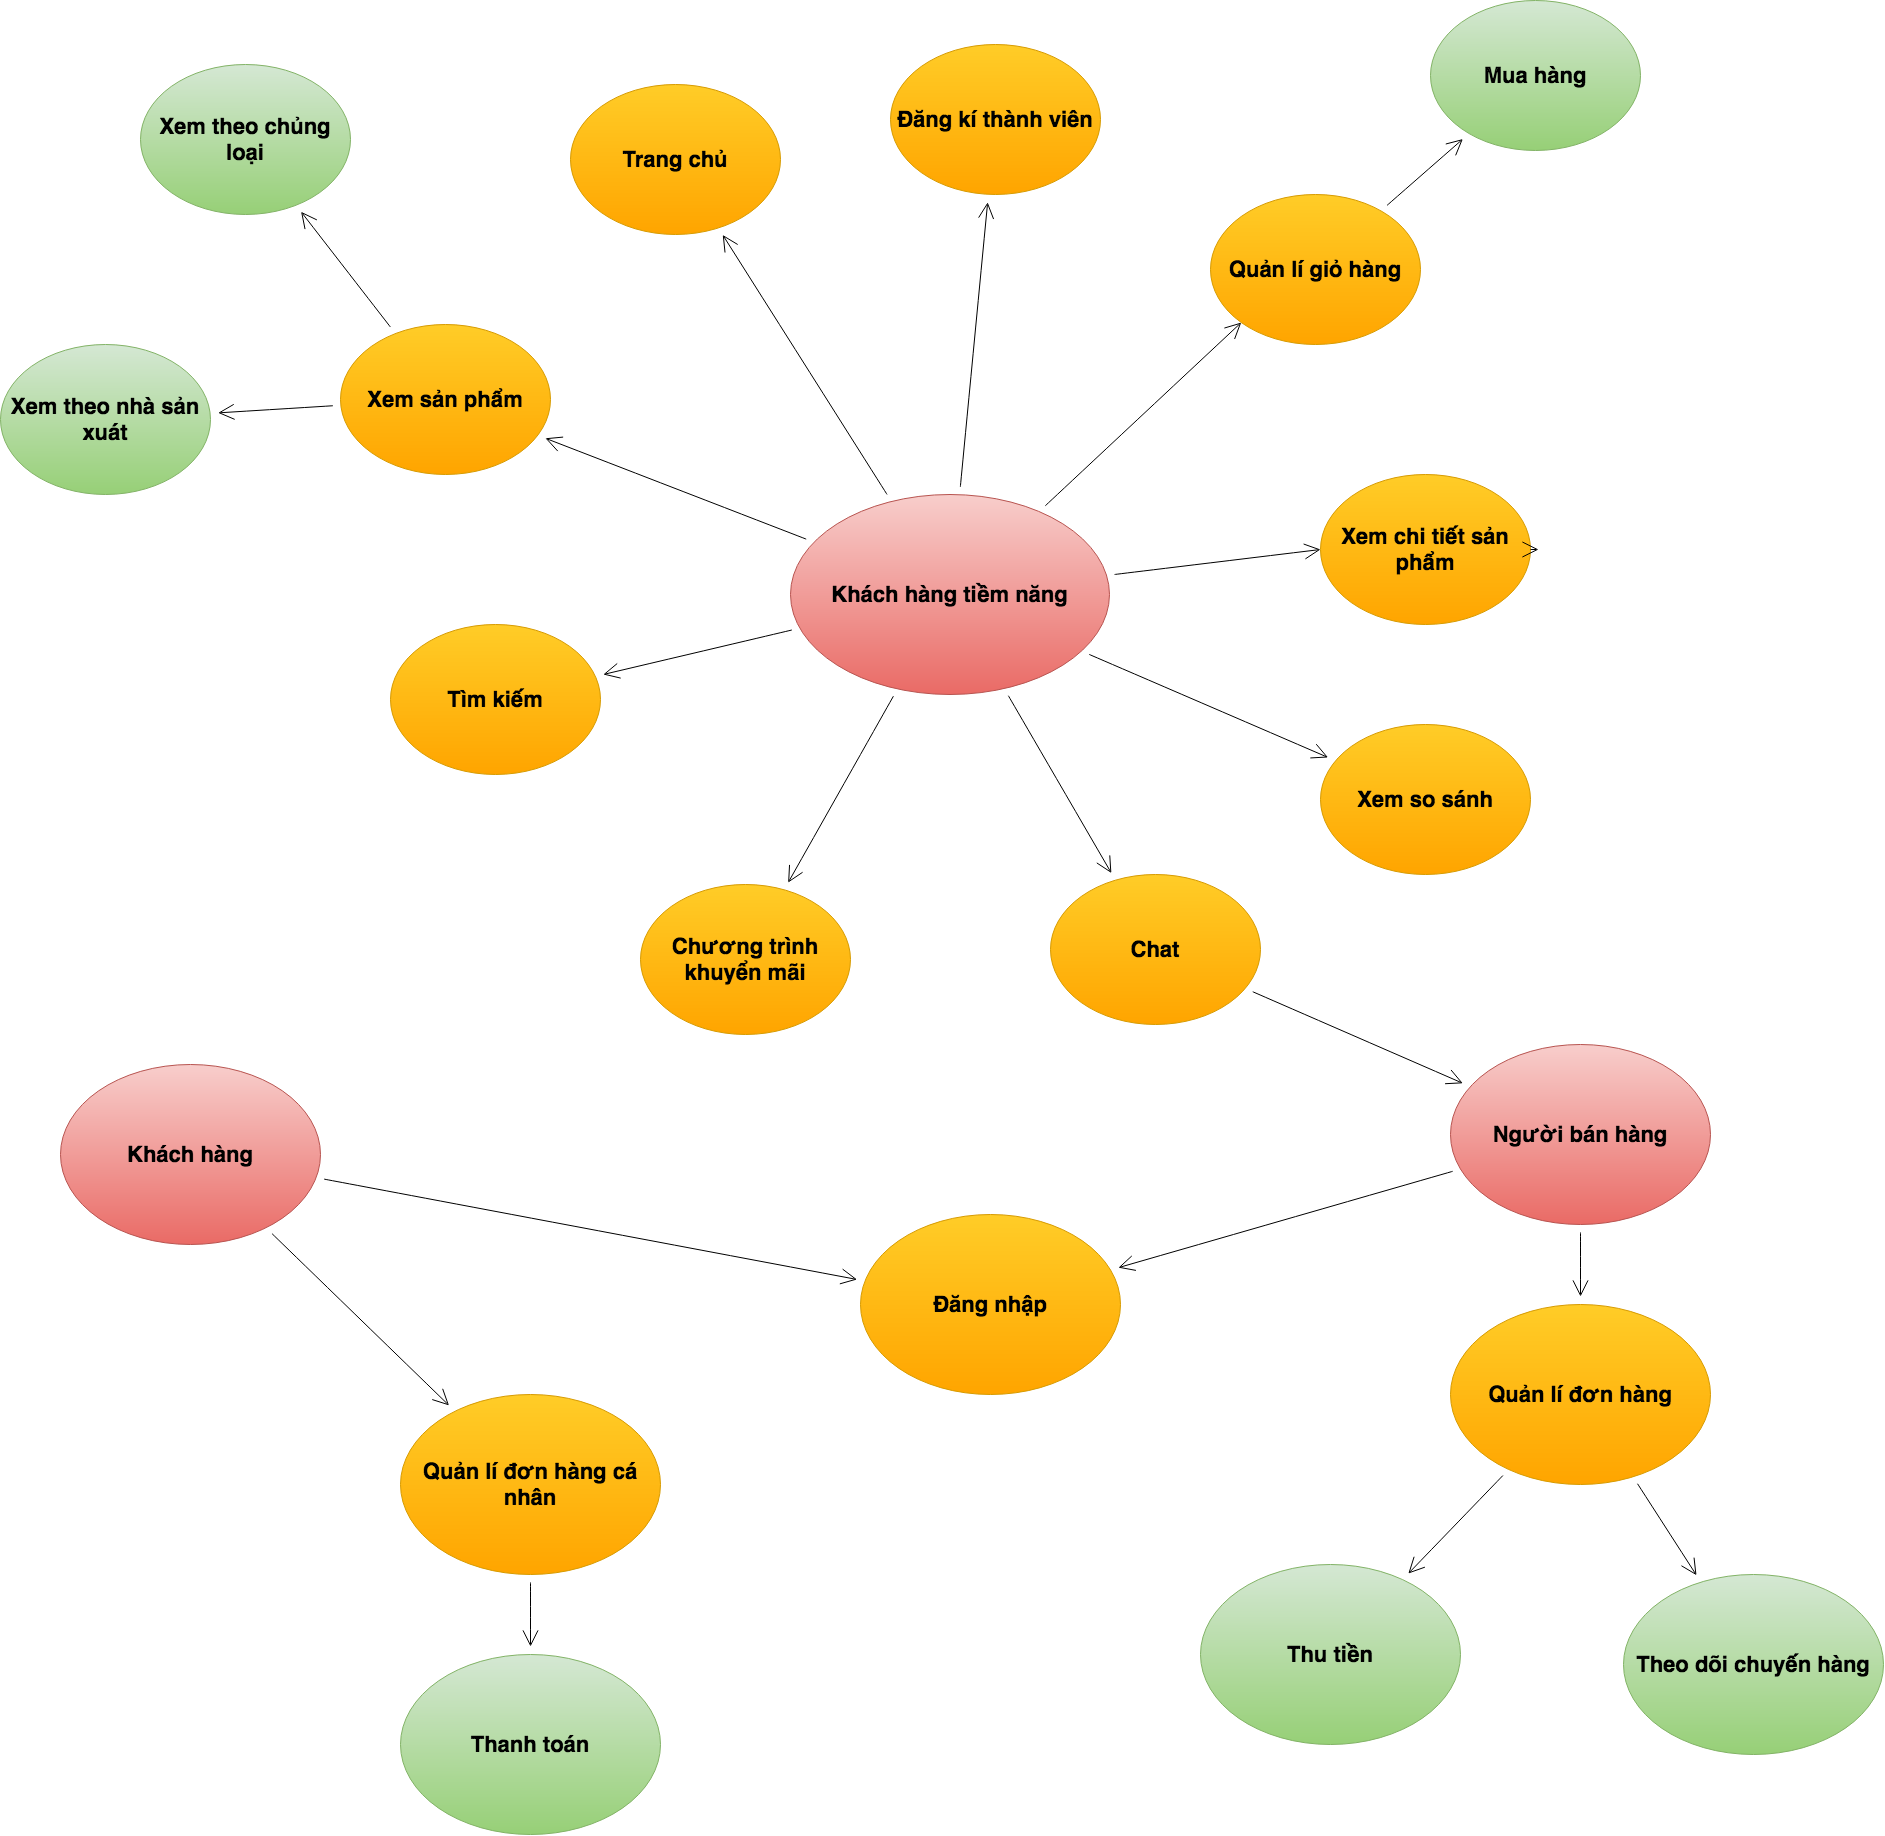 Mua hàng
Đăng kí thành viên
Xem theo chủng
loại
Trang chủ
Quản lí giỏ hàng
Xem sản phẩm
Xem theo nhà sản
xuát
Xem chi tiết sản
phẩm
Khách hàng tiềm năng
Tìm kiếm
Xem so sánh
Chương trình
khuyển mãi
Chat
Người bán hàng
Khách hàng
Đăng nhập
Quản lí đơn hàng
Quản lí đơn hàng cá
nhân
Thu tiền
Theo dõi chuyến hàng
Thanh toán